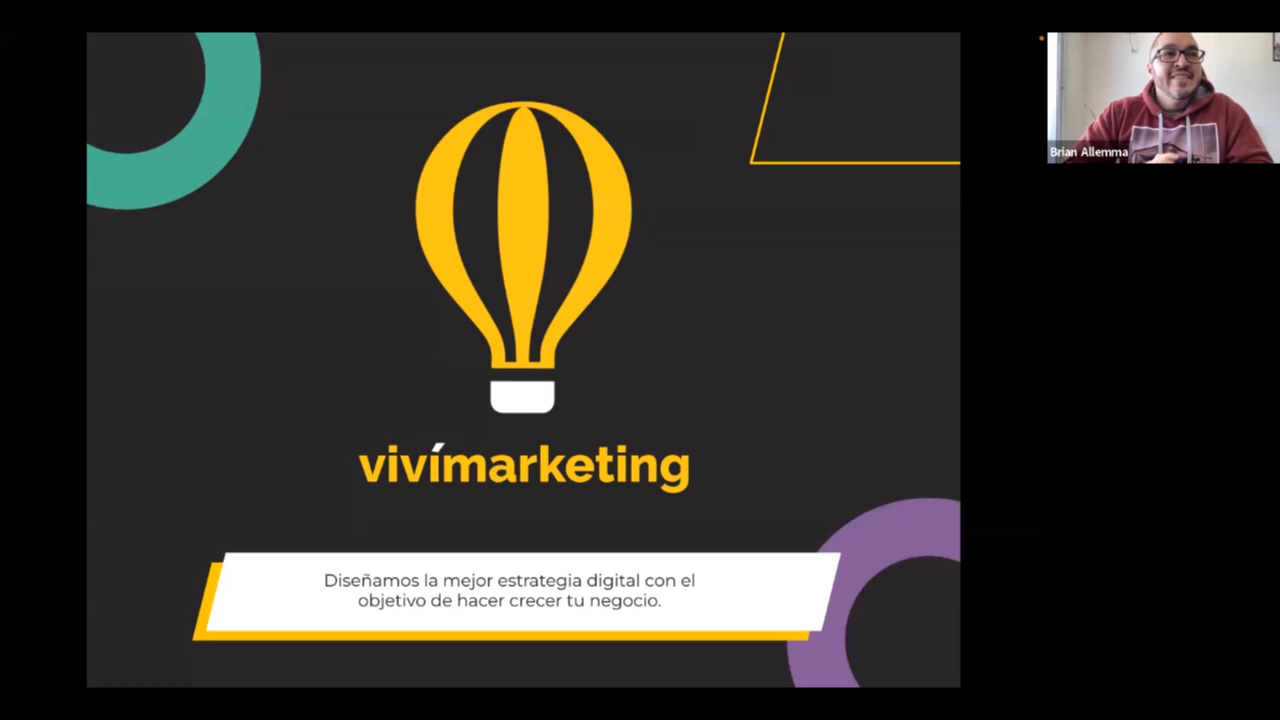 vivímarketing
Diseñamos la mejor estrategia digital con el
objetivo de hacer crecer tu negocio.
Brian Allemma